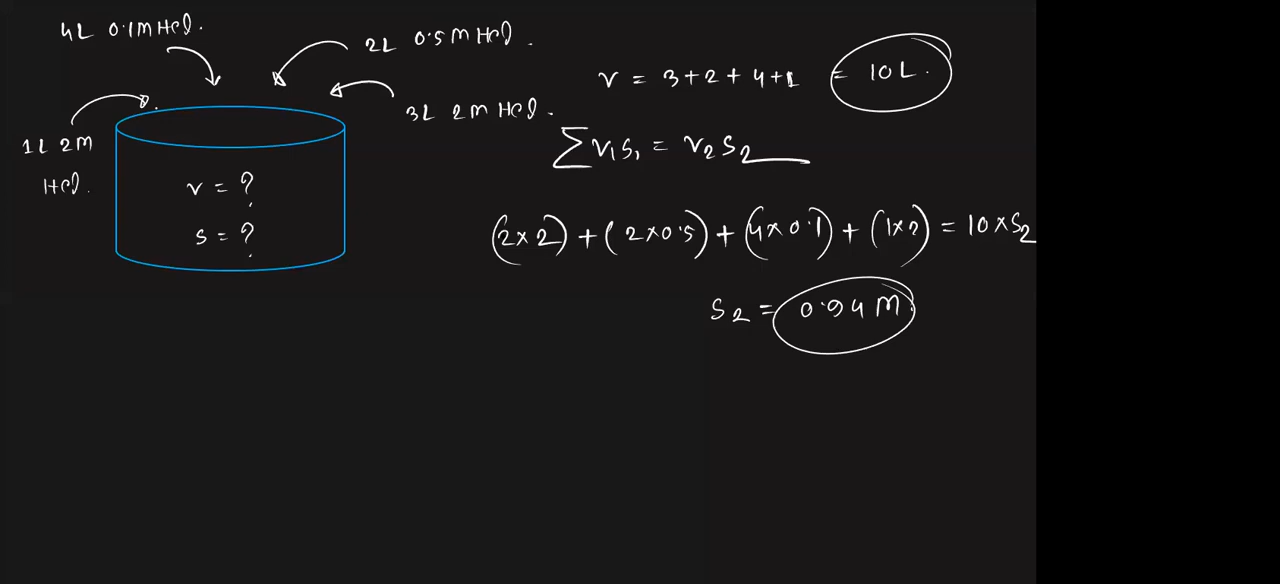 4L 0.1M HCl.
2L 0.5M HCl.
3L 2M HCl.
1L 2M
HCl.
v = ?
s = ?
v = 3+2+4+1 = 10L.
∑v₁s₁ = v₂s₂
(2×2) + (2×0.5) + (4×0.1) + (1×2) = 10×s₂
s₂ = 0.94M.